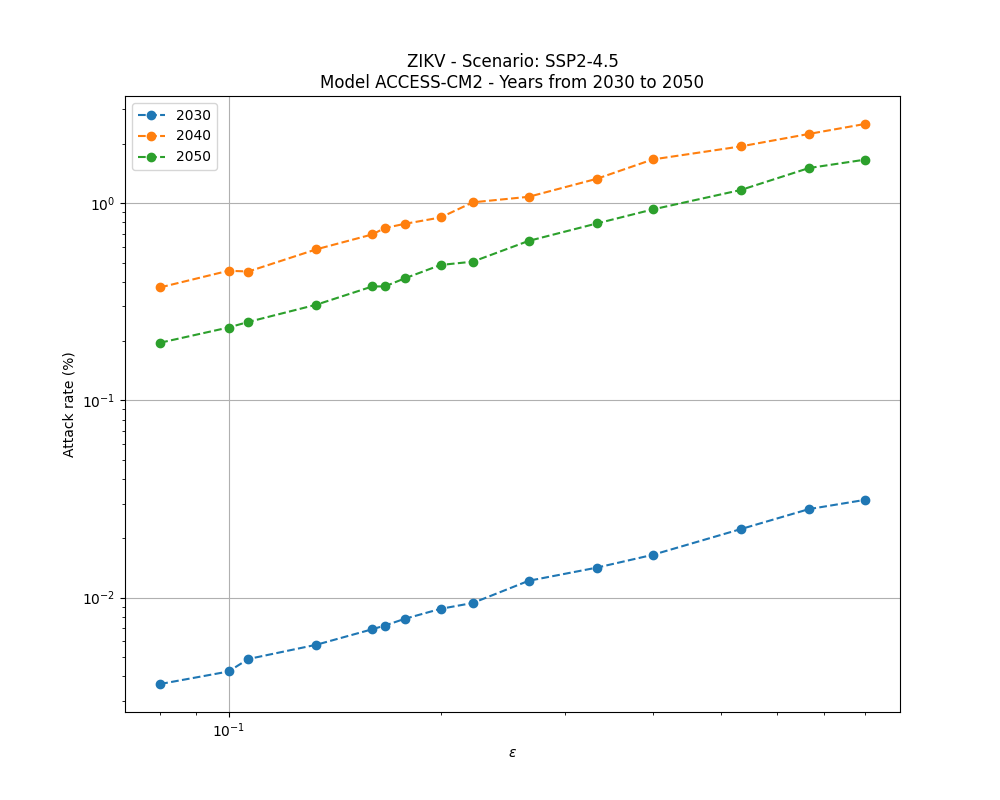 ZIKV - Scenario: SSP2-4.5
Model ACCESS-CM2 - Years from 2030 to 2050
2030
2040
2050
10⁰
10⁻¹
10⁻²
Attack rate (%)
10⁻¹
ε